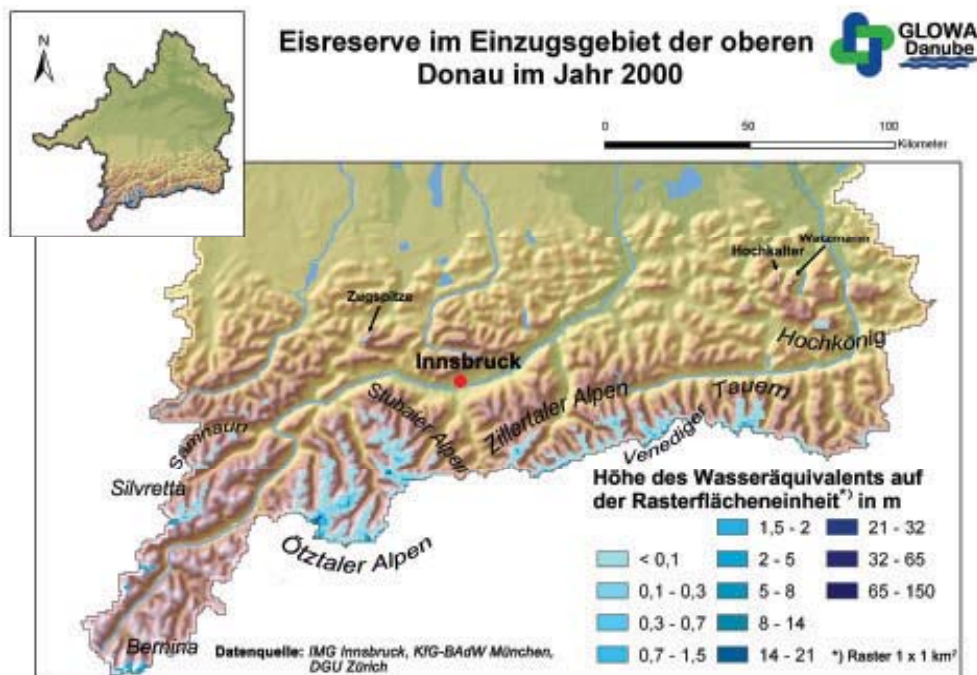 N
Eisreserve im Einzugsgebiet der oberen
Donau im Jahr 2000
GLOWA
Danube
0 50 100
Kilometer
Watzmann
Hochkalter
Zugspitze
Hochkönig
Innsbruck
Stubaier Alpen
Zillertaler Alpen
Tauern
Venediger
Samnaun
Silvretta
Ötztaler Alpen
Bernina
Höhe des Wasseräquivalents auf
der Rasterflächeneinheit*) in m
< 0,1
0,1 - 0,3
0,3 - 0,7
0,7 - 1,5
1,5 - 2
2 - 5
5 - 8
8 - 14
14 - 21
21 - 32
32 - 65
65 - 150
*) Raster 1 x 1 km²
Datenquelle: IMG Innsbruck, KfG-BAdW München,
DGU Zürich